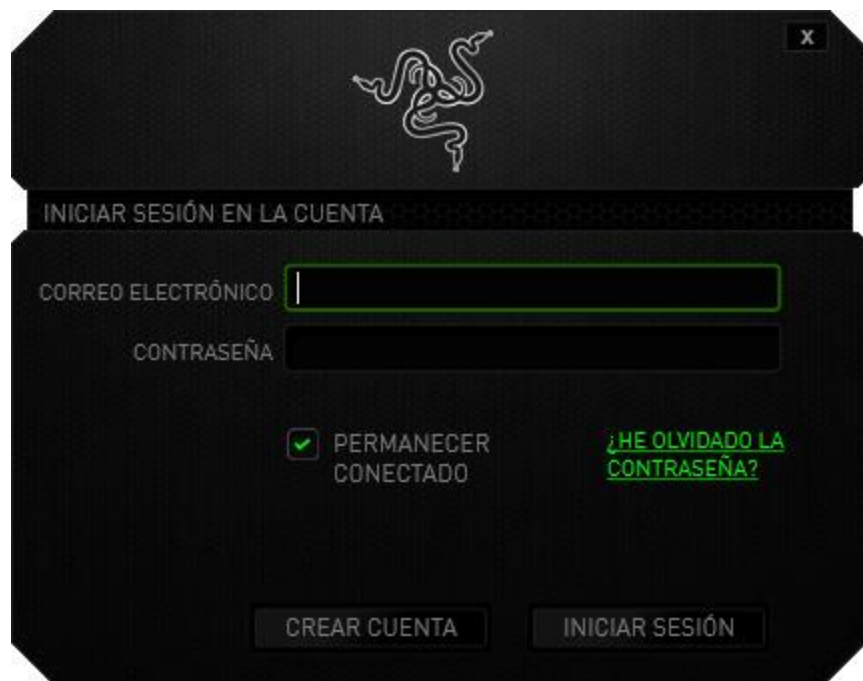 X
INICIAR SESIÓN EN LA CUENTA
CORREO ELECTRÓNICO
CONTRASEÑA
PERMANECER
CONECTADO
¿HE OLVIDADO LA
CONTRASEÑA?
CREAR CUENTA
INICIAR SESIÓN